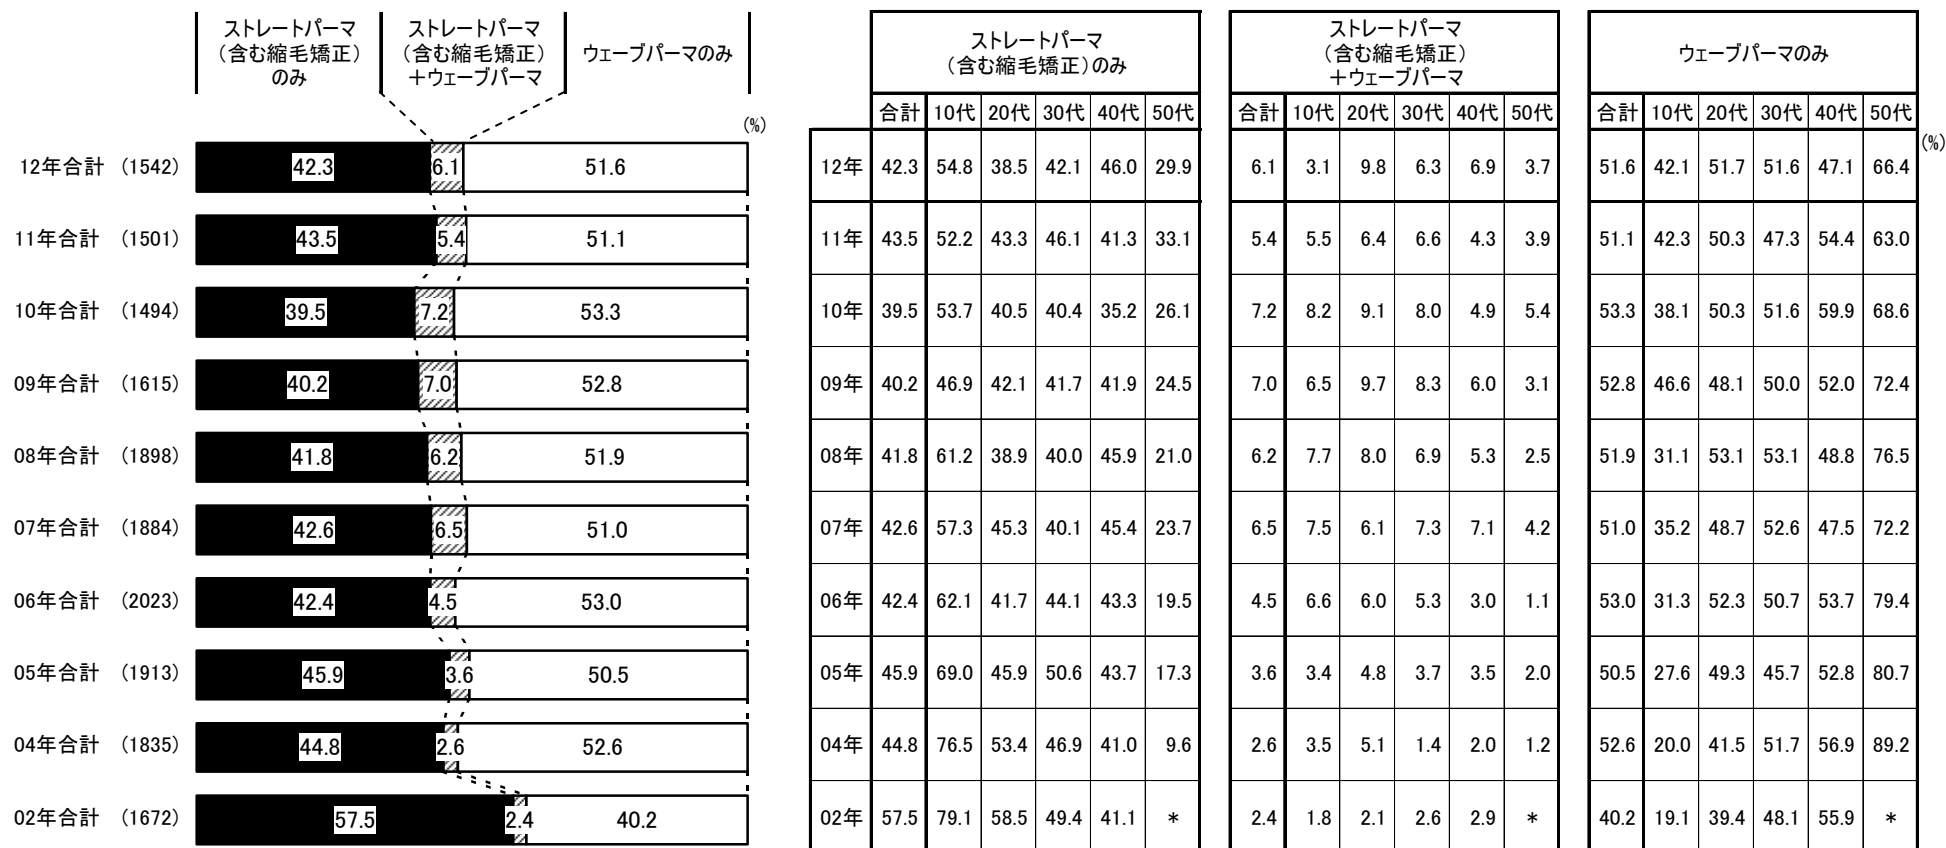 ストレートパーマ
（含む縮毛矯正）
のみ
ストレートパーマ
（含む縮毛矯正）
＋ウェーブパーマ
ウェーブパーマのみ
(%)
12年合計 (1542) 42.3 6.1 51.6
11年合計 (1501) 43.5 5.4 51.1
10年合計 (1494) 39.5 7.2 53.3
09年合計 (1615) 40.2 7.0 52.8
08年合計 (1898) 41.8 6.2 51.9
07年合計 (1884) 42.6 6.5 51.0
06年合計 (2023) 42.4 4.5 53.0
05年合計 (1913) 45.9 3.6 50.5
04年合計 (1835) 44.8 2.6 52.6
02年合計 (1672) 57.5 2.4 40.2
ストレートパーマ
（含む縮毛矯正）のみ
合計 10代 20代 30代 40代 50代
12年 42.3 54.8 38.5 42.1 46.0 29.9
11年 43.5 52.2 43.3 46.1 41.3 33.1
10年 39.5 53.7 40.5 40.4 35.2 26.1
09年 40.2 46.9 42.1 41.7 41.9 24.5
08年 41.8 61.2 38.9 40.0 45.9 21.0
07年 42.6 57.3 45.3 40.1 45.4 23.7
06年 42.4 62.1 41.7 44.1 43.3 19.5
05年 45.9 69.0 45.9 50.6 43.7 17.3
04年 44.8 76.5 53.4 46.9 41.0 9.6
02年 57.5 79.1 58.5 49.4 41.1 *
ストレートパーマ
（含む縮毛矯正）
＋ウェーブパーマ
合計 10代 20代 30代 40代 50代
6.1 3.1 9.8 6.3 6.9 3.7
5.4 5.5 6.4 6.6 4.3 3.9
7.2 8.2 9.1 8.0 4.9 5.4
7.0 6.5 9.7 8.3 6.0 3.1
6.2 7.7 8.0 6.9 5.3 2.5
6.5 7.5 6.1 7.3 7.1 4.2
4.5 6.6 6.0 5.3 3.0 1.1
3.6 3.4 4.8 3.7 3.5 2.0
2.6 3.5 5.1 1.4 2.0 1.2
2.4 1.8 2.1 2.6 2.9 *
ウェーブパーマのみ
合計 10代 20代 30代 40代 50代
(%)
51.6 42.1 51.7 51.6 47.1 66.4
51.1 42.3 50.3 47.3 54.4 63.0
53.3 38.1 50.3 51.6 59.9 68.6
52.8 46.6 48.1 50.0 52.0 72.4
51.9 31.1 53.1 53.1 48.8 76.5
51.0 35.2 48.7 52.6 47.5 72.2
53.0 31.3 52.3 50.7 53.7 79.4
50.5 27.6 49.3 45.7 52.8 80.7
52.6 20.0 41.5 51.7 56.9 89.2
40.2 19.1 39.4 48.1 55.9 *